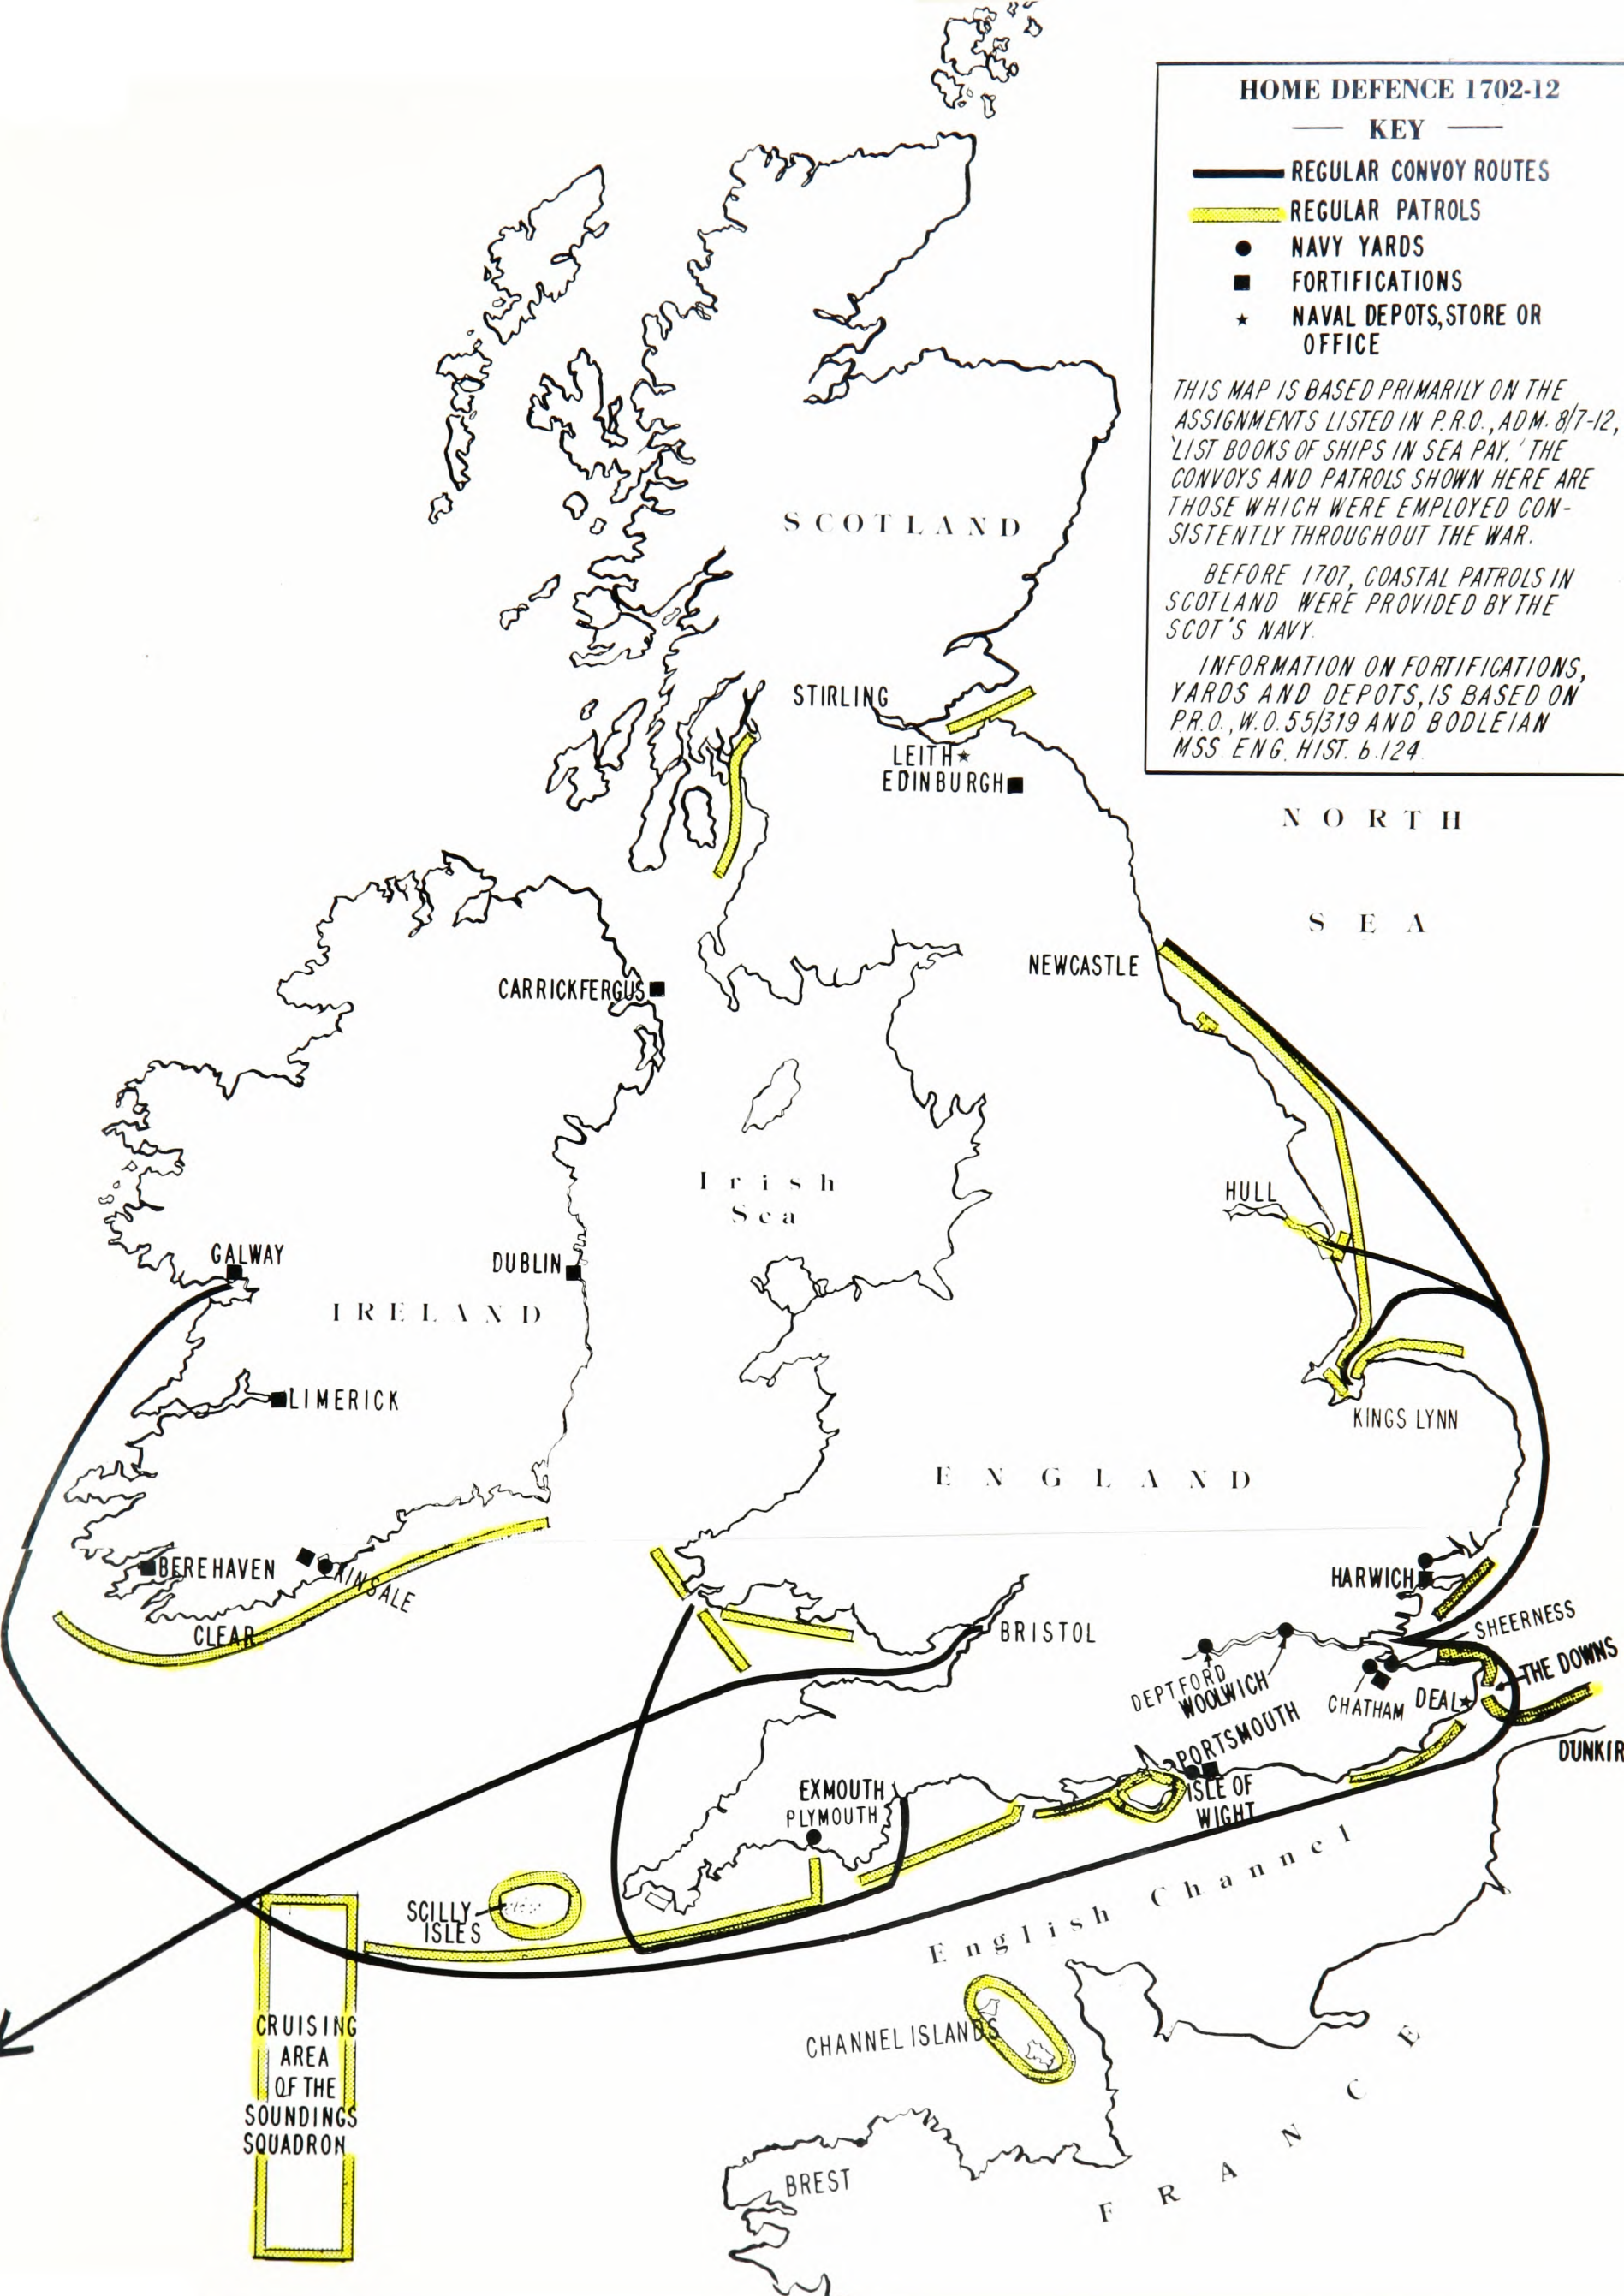 HOME DEFENCE 1702-12
KEY
REGULAR CONVOY ROUTES
REGULAR PATROLS
NAVY YARDS
FORTIFICATIONS
NAVAL DEPOTS, STORE OR
OFFICE
THIS MAP IS BASED PRIMARILY ON THE
ASSIGNMENTS LISTED IN P.R.O., ADM. 8/7-12,
'LIST BOOKS OF SHIPS IN SEA PAY.' THE
CONVOYS AND PATROLS SHOWN HERE ARE
THOSE WHICH WERE EMPLOYED CON-
SISTENTLY THROUGHOUT THE WAR.
BEFORE 1707, COASTAL PATROLS IN
SCOTLAND WERE PROVIDED BY THE
SCOT'S NAVY.
INFORMATION ON FORTIFICATIONS,
YARDS AND DEPOTS, IS BASED ON
P.R.O., W.O. 55/319 AND BODLEIAN
MSS. ENG. HIST. b.124.
SCOTLAND
STIRLING
LEITH
EDINBURGH
NORTH
SEA
NEWCASTLE
CARRICKFERGUS
Irish
Sea
HULL
GALWAY
DUBLIN
IRELAND
LIMERICK
KINGS LYNN
ENGLAND
BEREHAVEN
KINSALE
CLEAR
HARWICH
BRISTOL
SHEERNESS
THE DOWNS
DEPTFORD
WOOLWICH
CHATHAM
DEAL
PORTSMOUTH
DUNKIR
EXMOUTH
PLYMOUTH
ISLE OF
WIGHT
English Channel
SCILLY
ISLES
CRUISING
AREA
OF THE
SOUNDINGS
SQUADRON
CHANNEL ISLANDS
FRANCE
BREST